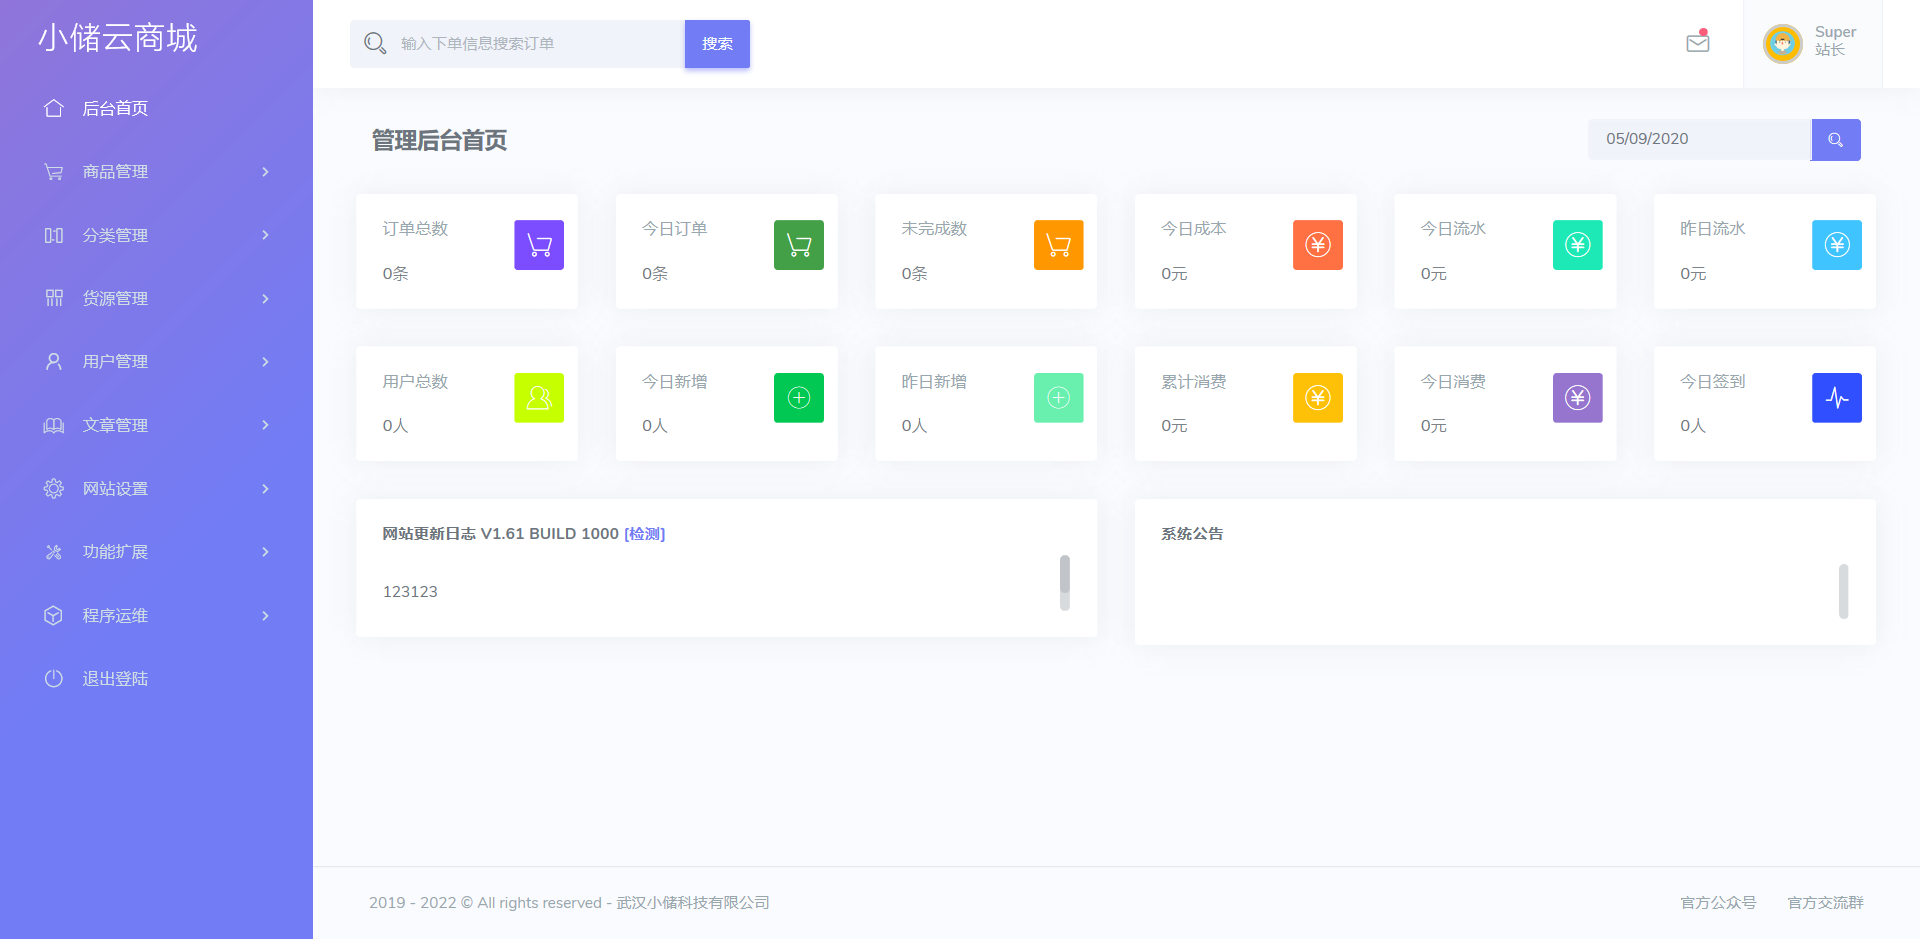 小储云商城
后台首页
商品管理
分类管理
货源管理
用户管理
文章管理
网站设置
功能扩展
程序运维
退出登陆
输入下单信息搜索订单
搜索
Super
站长
管理后台首页
05/09/2020
订单总数
0条
今日订单
0条
未完成数
0条
今日成本
0元
今日流水
0元
昨日流水
0元
用户总数
0人
今日新增
0人
昨日新增
0人
累计消费
0元
今日消费
0元
今日签到
0人
网站更新日志 V1.61 BUILD 1000 [检测]
123123
系统公告
2019 - 2022 © All rights reserved - 武汉小储科技有限公司
官方公众号
官方交流群